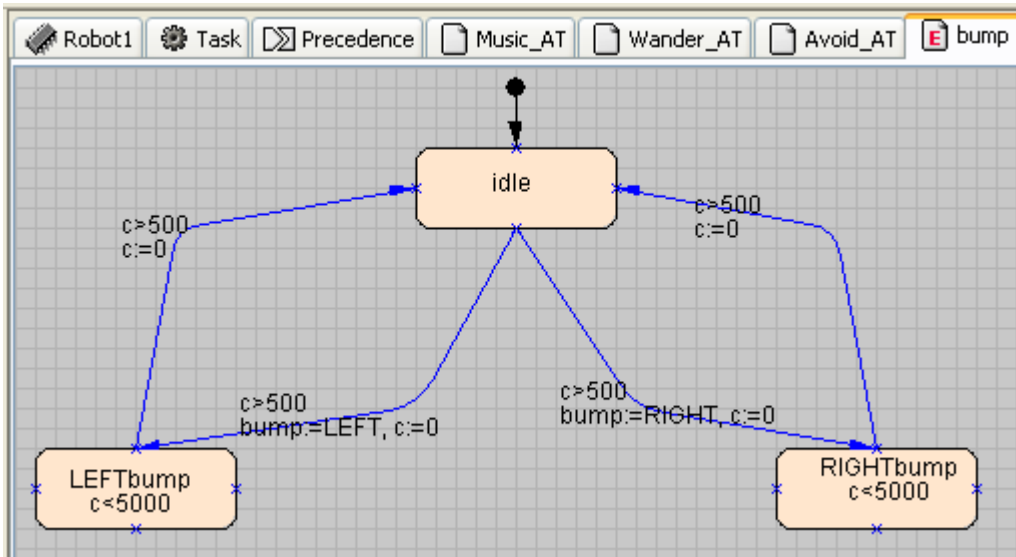 Robot1 Task Precedence Music_AT Wander_AT Avoid_AT E bump
idle
c>500
c:=0
c>500
c:=0
c>500
bump:=LEFT, c:=0
c>500
bump:=RIGHT, c:=0
LEFTbump
c<5000
RIGHTbump
c<5000